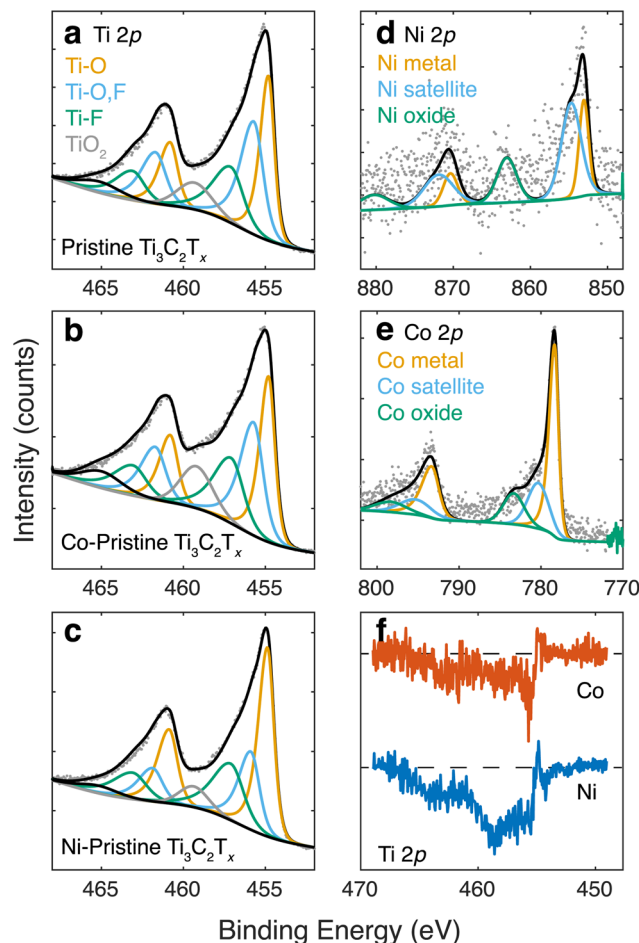 a Ti 2p
Ti-O
Ti-O,F
Ti-F
TiO₂
Pristine Ti₃C₂Tₓ
465 460 455
b
Co-Pristine Ti₃C₂Tₓ
465 460 455
c
Ni-Pristine Ti₃C₂Tₓ
465 460 455
d Ni 2p
Ni metal
Ni satellite
Ni oxide
880 870 860 850
e Co 2p
Co metal
Co satellite
Co oxide
800 790 780 770
f
Co
Ni
Ti 2p
470 460 450
Intensity (counts)
Binding Energy (eV)